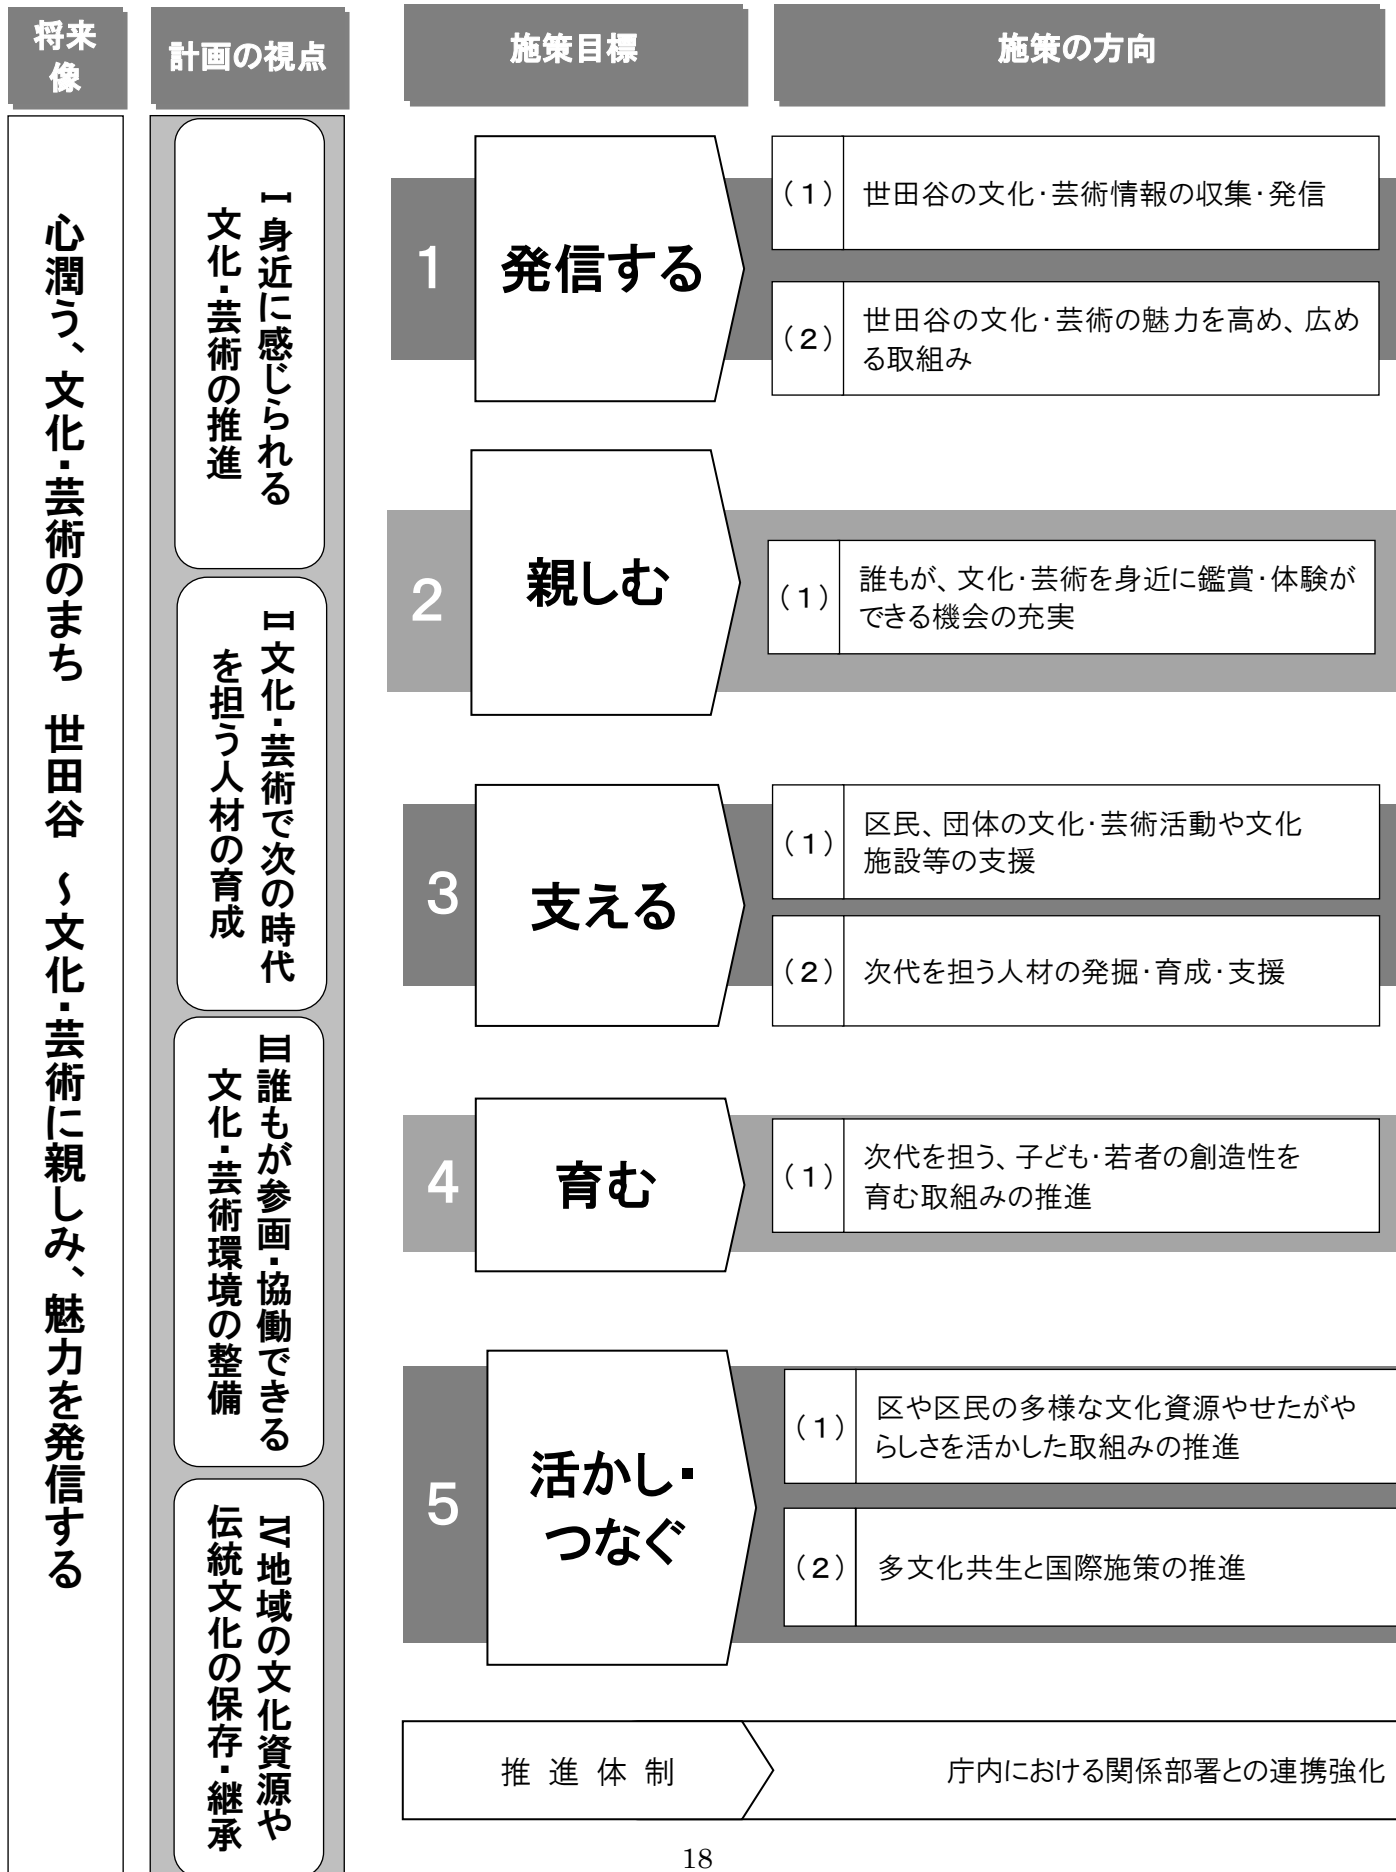 将来
像
計画の視点
施策目標
施策の方向
心潤う、文化・芸術のまち 世田谷 ~文化・芸術に親しみ、魅力を発信する
Ⅰ身近に感じられる
文化・芸術の推進
Ⅱ文化・芸術で次の時代
を担う人材の育成
Ⅲ誰もが参画・協働できる
文化・芸術環境の整備
Ⅳ地域の文化資源や
伝統文化の保存・継承
1
発信する
(1)
世田谷の文化・芸術情報の収集・発信
(2)
世田谷の文化・芸術の魅力を高め、広め
る取組み
2
親しむ
(1)
誰もが、文化・芸術を身近に鑑賞・体験が
できる機会の充実
3
支える
(1)
区民、団体の文化・芸術活動や文化
施設等の支援
(2)
次代を担う人材の発掘・育成・支援
4
育む
(1)
次代を担う、子ども・若者の創造性を
育む取組みの推進
5
活かし・
つなぐ
(1)
区や区民の多様な文化資源やせたがや
らしさを活かした取組みの推進
(2)
多文化共生と国際施策の推進
推進体制
庁内における関係部署との連携強化
18